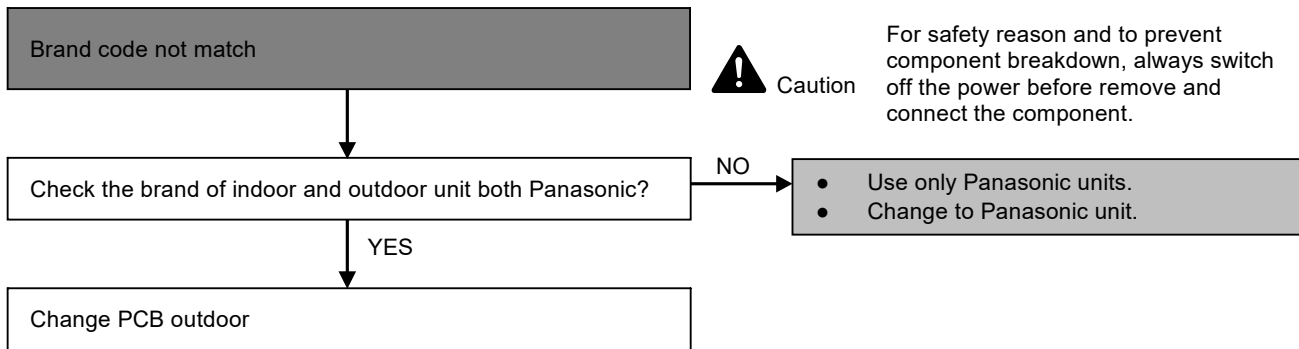 Brand code not match
Caution
For safety reason and to prevent
component breakdown, always switch
off the power before remove and
connect the component.
Check the brand of indoor and outdoor unit both Panasonic?
NO
● Use only Panasonic units.
● Change to Panasonic unit.
YES
Change PCB outdoor